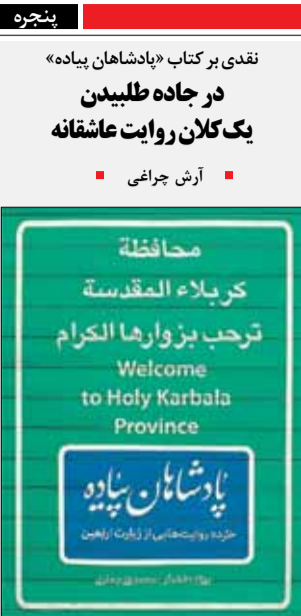 پنجره
نقدی بر کتاب «پادشاهان پیاده»
در جاده طلبیدن
یک‌کلان روایت عاشقانه
آرش چراغی
محافظة
كربلاء المقدسة
ترحب بزوارها الكرام
Welcome
to Holy Karbala
Province
پادشاهان پیاده
خرده روایت‌هایی از زیارت اربعین